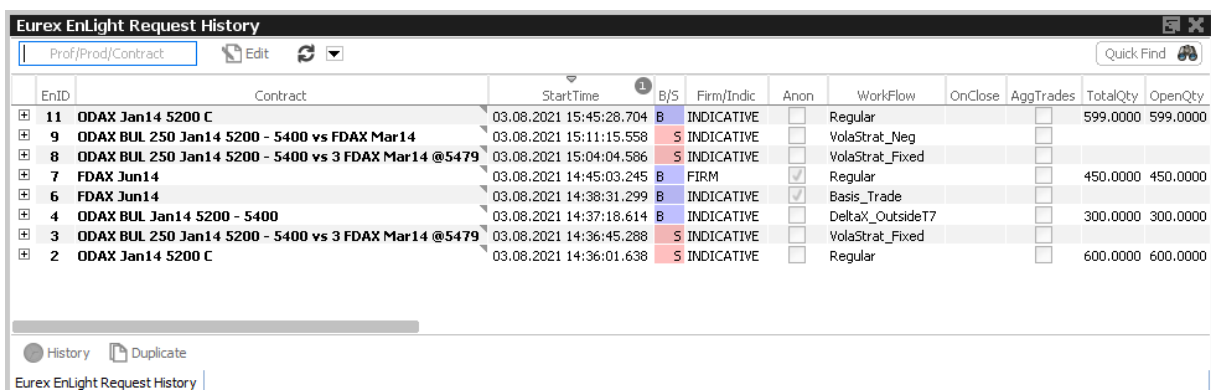 Eurex EnLight Request History
Prof/Prod/Contract Edit Quick Find
EnID Contract StartTime 1 B/S Firm/Indic Anon WorkFlow OnClose AggTrades TotalQty OpenQty
11 ODAX Jan14 5200 C 03.08.2021 15:45:28.704 B INDICATIVE Regular 599.0000 599.0000
9 ODAX BUL 250 Jan14 5200 - 5400 vs FDAX Mar14 03.08.2021 15:11:15.558 S INDICATIVE VolaStrat_Neg
8 ODAX BUL 250 Jan14 5200 - 5400 vs 3 FDAX Mar14 @5479 03.08.2021 15:04:04.586 S INDICATIVE VolaStrat_Fixed
7 FDAX Jun14 03.08.2021 14:45:03.245 B FIRM Regular 450.0000 450.0000
6 FDAX Jun14 03.08.2021 14:38:31.299 B INDICATIVE Basis_Trade
4 ODAX BUL Jan14 5200 - 5400 03.08.2021 14:37:18.614 B INDICATIVE DeltaX_OutsideT7 300.0000 300.0000
3 ODAX BUL 250 Jan14 5200 - 5400 vs 3 FDAX Mar14 @5479 03.08.2021 14:36:45.288 S INDICATIVE VolaStrat_Fixed
2 ODAX Jan14 5200 C 03.08.2021 14:36:01.638 S INDICATIVE Regular 600.0000 600.0000
History Duplicate
Eurex EnLight Request History